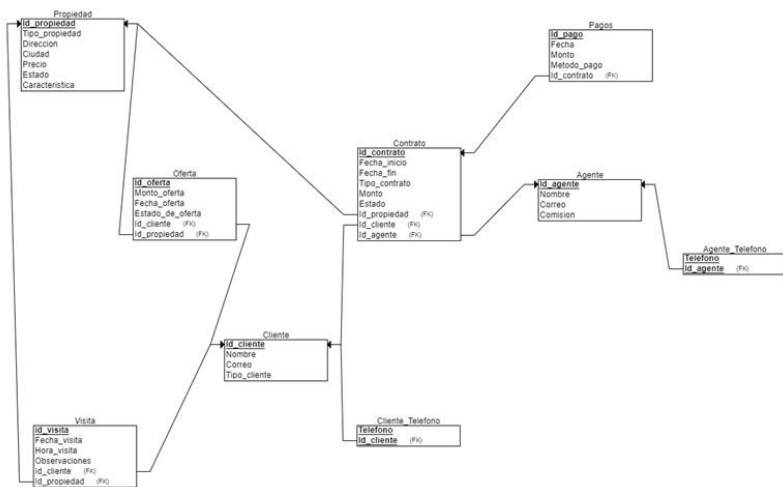 Propiedad
Id_propiedad
Tipo_propiedad
Direccion
Ciudad
Precio
Estado
Caracteristica
Pagos
Id_pago
Fecha
Monto
Metodo_pago
Id_contrato (FK)
Contrato
Id_contrato
Fecha_inicio
Fecha_fin
Tipo_contrato
Monto
Estado
Id_propiedad (FK)
Id_cliente (FK)
Id_agente (FK)
Oferta
Id_oferta
Monto_oferta
Fecha_oferta
Estado_de_oferta
Id_cliente (FK)
Id_propiedad (FK)
Agente
Id_agente
Nombre
Correo
Comision
Agente_Telefono
Telefono
Id_agente (FK)
Cliente
Id_cliente
Nombre
Correo
Tipo_cliente
Visita
id_visita
Fecha_visita
Hora_visita
Observaciones
Id_cliente (FK)
Id_propiedad (FK)
Cliente_Telefono
Telefono
Id_cliente (FK)